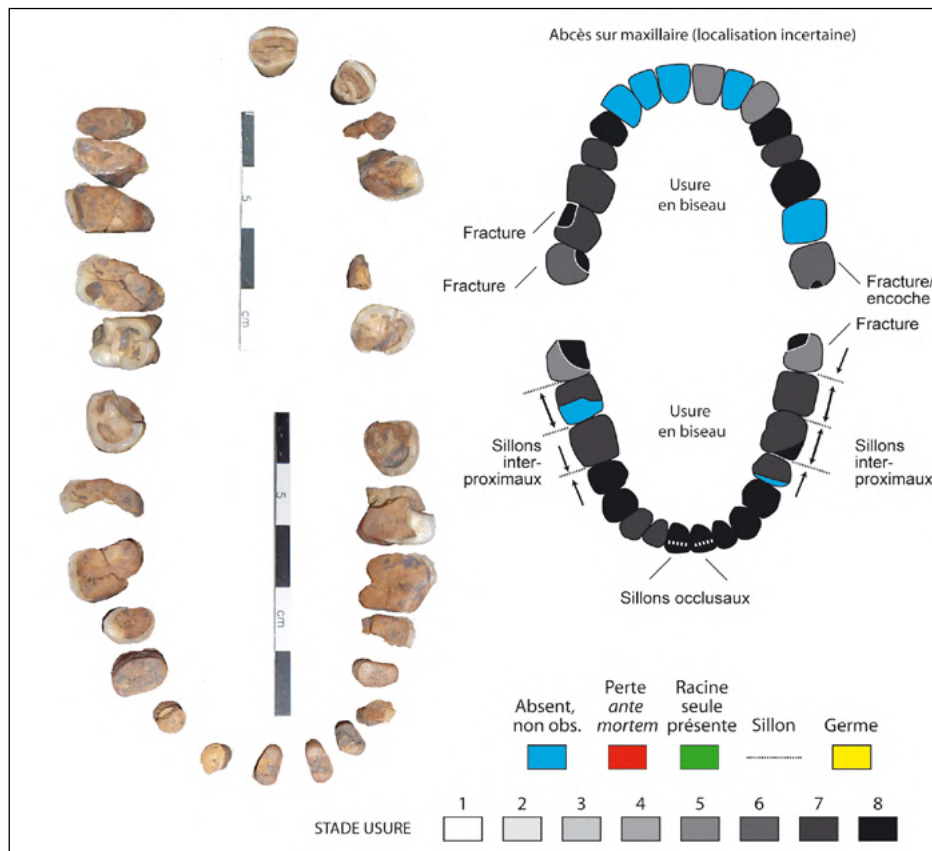 Abcès sur maxillaire (localisation incertaine)
5
cm
Usure
en biseau
Fracture
Fracture
Fracture/
encoche
Fracture
5
cm
Usure
en biseau
Sillons
inter-
proximaux
Sillons
inter-
proximaux
Sillons occlusaux
Absent,
non obs.
Perte
ante
mortem
Racine
seule
présente
Sillon
Germe
1 2 3 4 5 6 7 8
STADE USURE